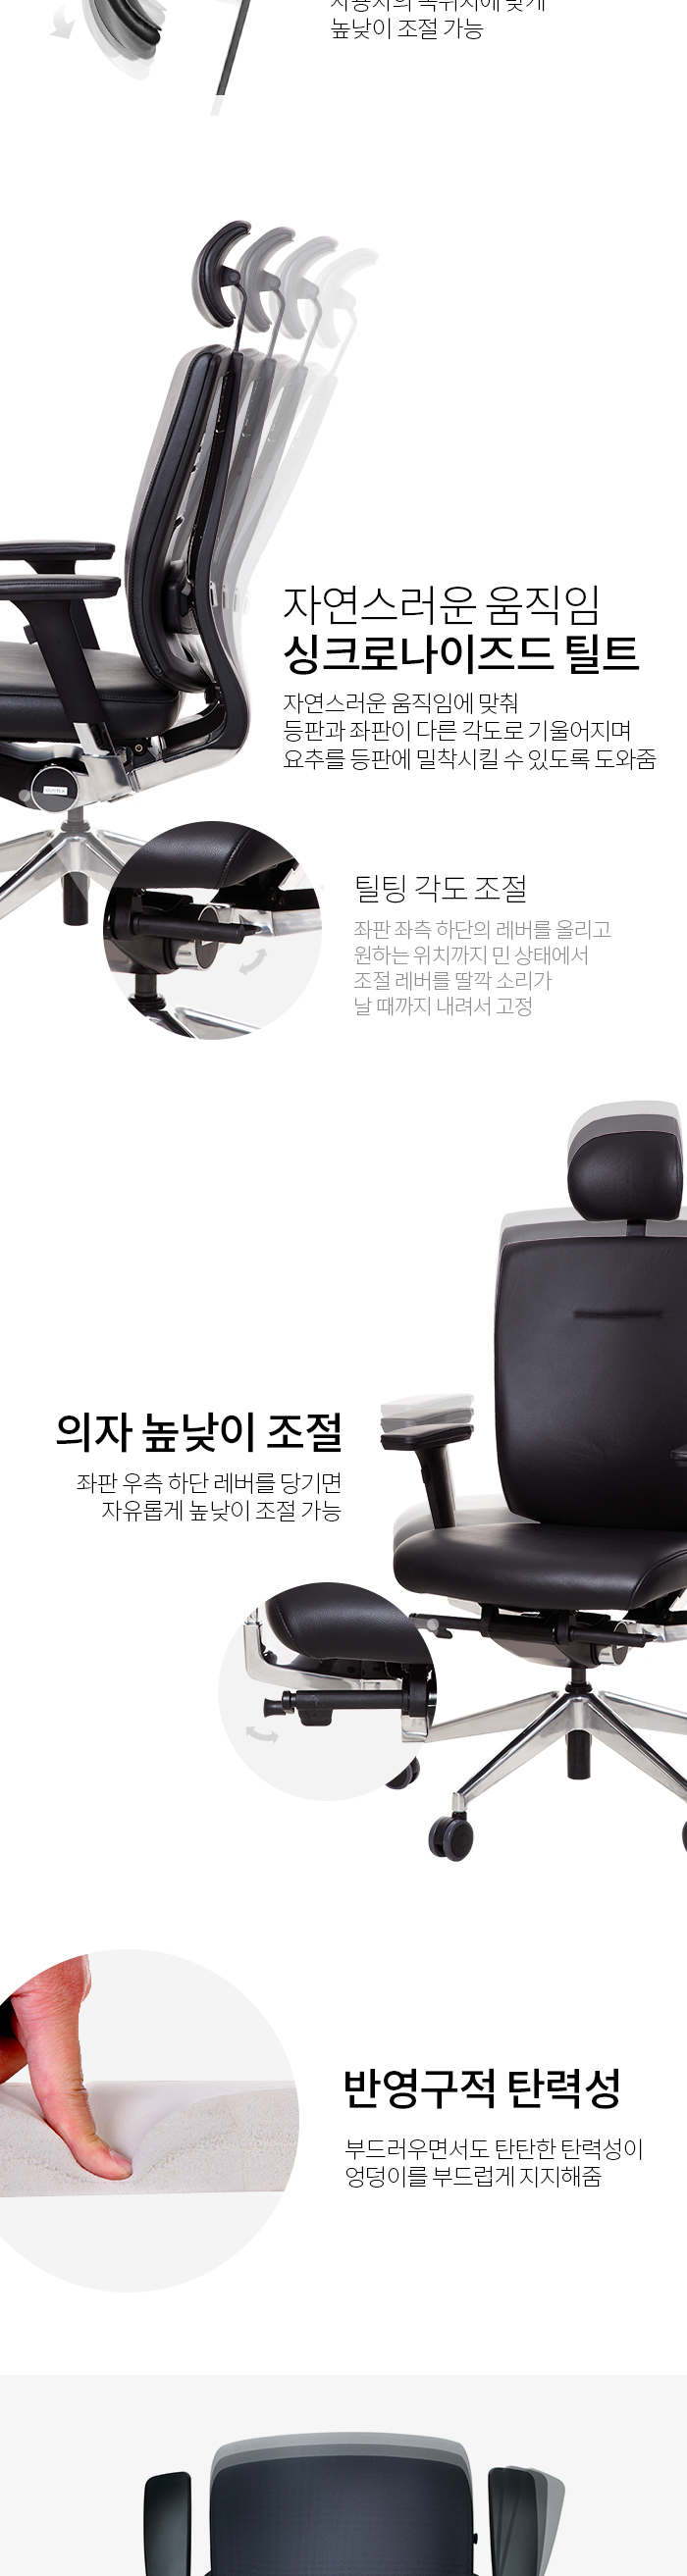 높낮이 조절 가능
자연스러운 움직임
싱크로나이즈드 틸트
자연스러운 움직임에 맞춰
등판과 좌판이 다른 각도로 기울어지며
요추를 등판에 밀착시킬 수 있도록 도와줌
틸팅 각도 조절
좌판 좌측 하단의 레버를 올리고
원하는 위치까지 민 상태에서
조절 레버를 딸깍 소리가
날 때까지 내려서 고정
의자 높낮이 조절
좌판 우측 하단 레버를 당기면
자유롭게 높낮이 조절 가능
반영구적 탄력성
부드러우면서도 탄탄한 탄력성이
엉덩이를 부드럽게 지지해줌